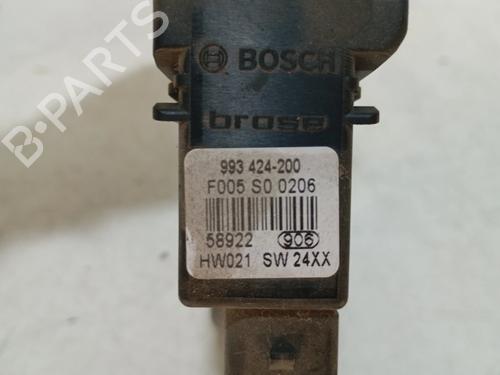 B-PARTS
BOSCH
brose
993 424-200
F005 S0 0206
58922 906
HW021 SW 24XX